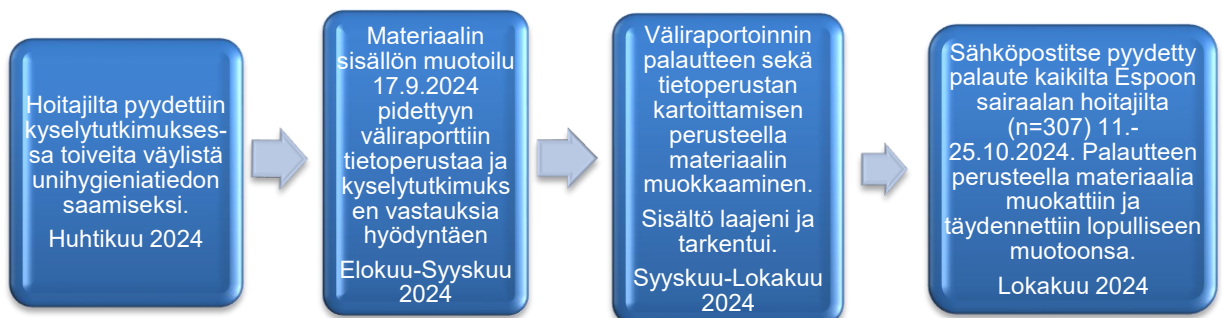 Hoitajilta pyydettiin
kyselytutkimukses-
sa toiveita väylistä
unihygieniatiedon
saamiseksi.
Huhtikuu 2024
Materiaalin
sisällön muotoilu
17.9.2024
pidettyyn
väliraporttiin
tietoperustaa ja
kyselytutkimuks
en vastauksia
hyödyntäen
Elokuu-Syyskuu
2024
Väliraportoinnin
palautteen sekä
tietoperustan
kartoittamisen
perusteella
materiaalin
muokkaaminen.
Sisältö laajeni ja
tarkentui.
Syyskuu-Lokakuu
2024
Sähköpostitse pyydetty
palaute kaikilta Espoon
sairaalan hoitajilta
(n=307) 11.-
25.10.2024. Palautteen
perusteella materiaalia
muokattiin ja
täydennettiin lopulliseen
muotoonsa.
Lokakuu 2024